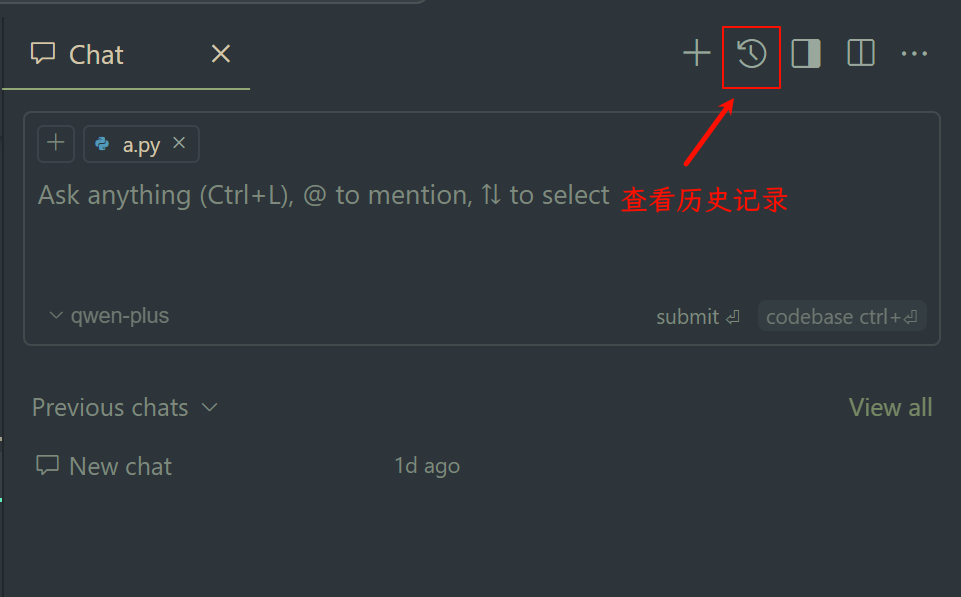 Chat
a.py
Ask anything (Ctrl+L), @ to mention, ⇅ to select
查看历史记录
qwen-plus
submit ⏎ codebase ctrl+⏎
Previous chats
View all
New chat
1d ago